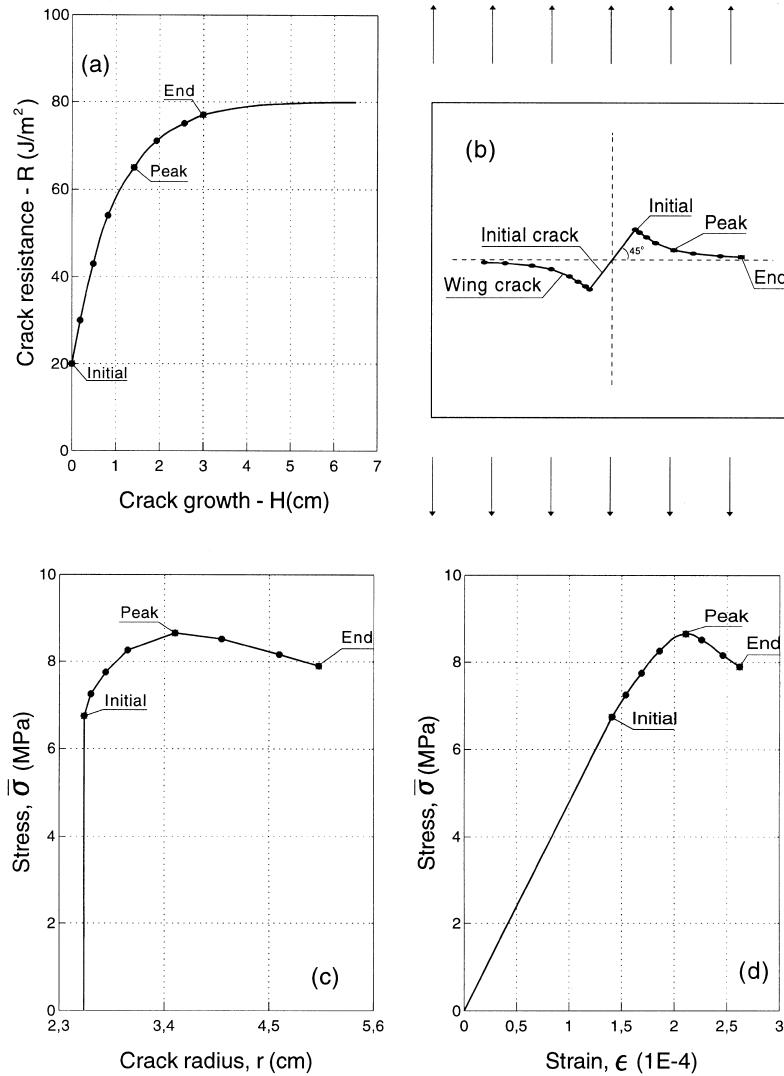 (a)
100
80
60
40
20
0
Crack resistance - R (J/m²)
End
Peak
Initial
0 1 2 3 4 5 6 7
Crack growth - H(cm)
(b)
Initial
Peak
Initial crack
45°
Wing crack
End
10
8
6
4
2
0
Stress, σ̅ (MPa)
Peak
End
Initial
(c)
2,3 3,4 4,5 5,6
Crack radius, r (cm)
10
8
6
4
2
0
Stress, σ̅ (MPa)
Peak
End
Initial
(d)
0 0,5 1 1,5 2 2,5 3
Strain, ϵ (1E-4)